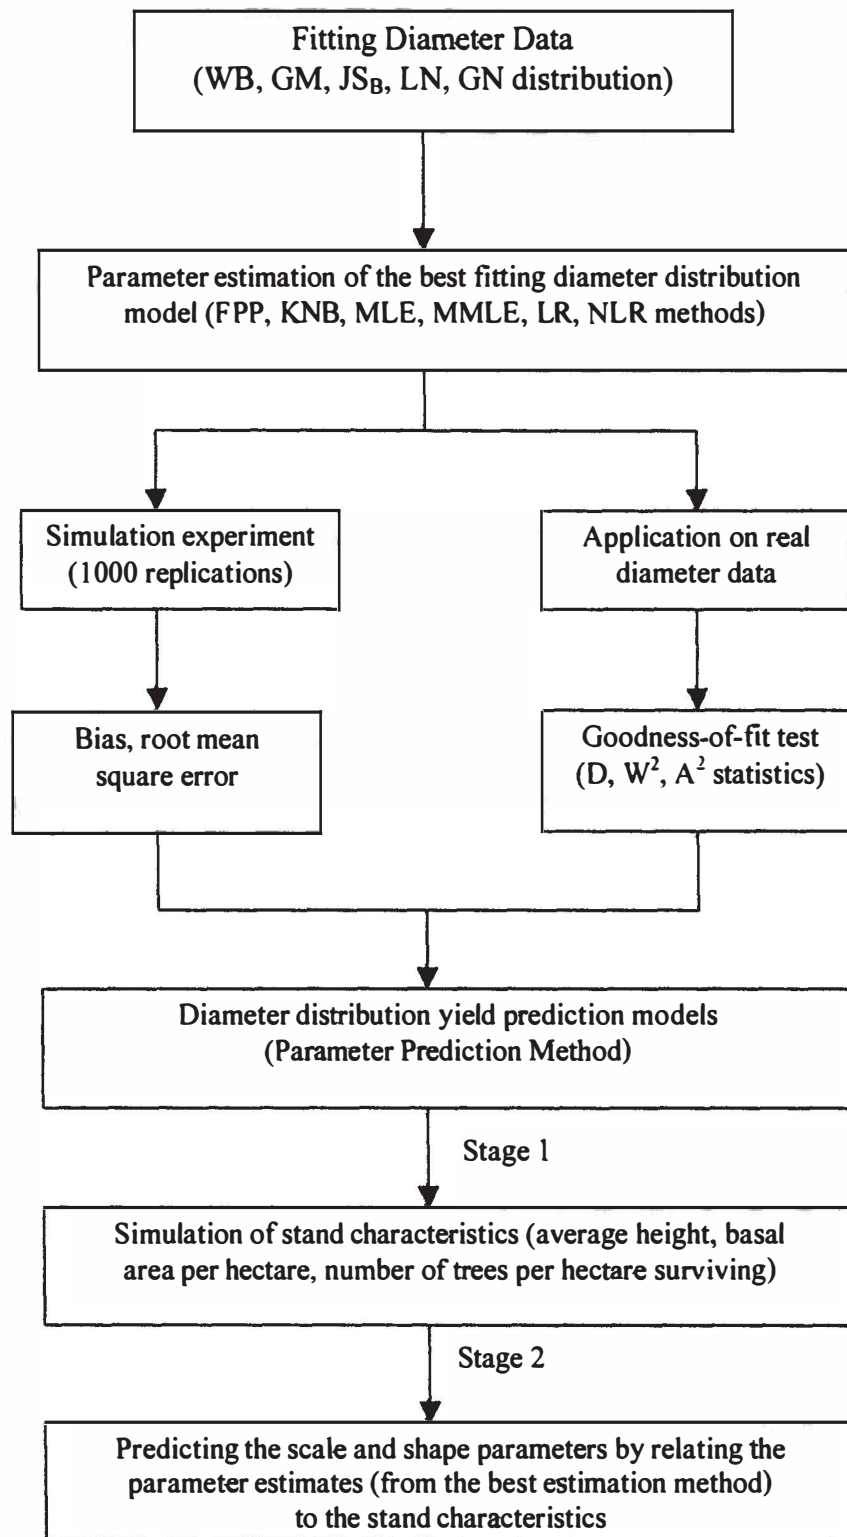 Fitting Diameter Data
(WB, GM, JS_B, LN, GN distribution)
Parameter estimation of the best fitting diameter distribution
model (FPP, KNB, MLE, MMLE, LR, NLR methods)
Simulation experiment
(1000 replications)
Application on real
diameter data
Bias, root mean
square error
Goodness-of-fit test
(D, W², A² statistics)
Diameter distribution yield prediction models
(Parameter Prediction Method)
Stage 1
Simulation of stand characteristics (average height, basal
area per hectare, number of trees per hectare surviving)
Stage 2
Predicting the scale and shape parameters by relating the
parameter estimates (from the best estimation method)
to the stand characteristics